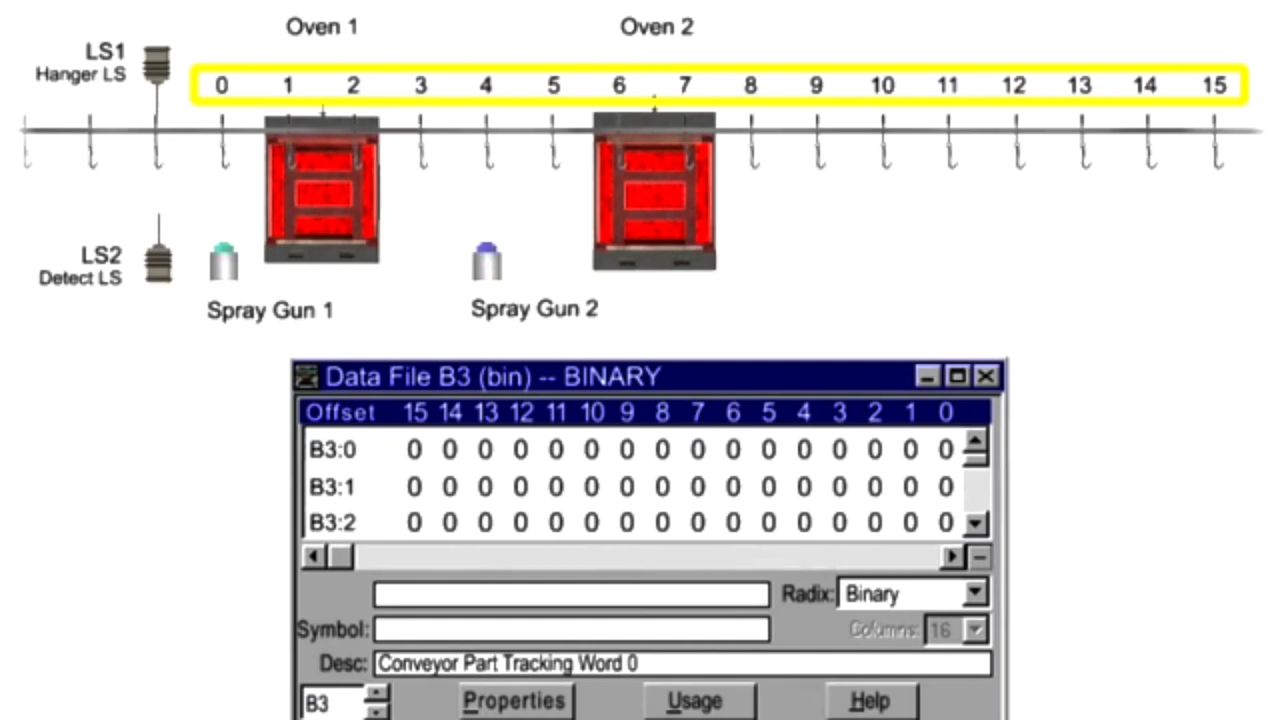 Oven 1 Oven 2
LS1
Hanger LS
0 1 2 3 4 5 6 7 8 9 10 11 12 13 14 15
LS2
Detect LS
Spray Gun 1 Spray Gun 2
Data File B3 (bin) -- BINARY
Offset 15 14 13 12 11 10 9 8 7 6 5 4 3 2 1 0
B3:0 0 0 0 0 0 0 0 0 0 0 0 0 0 0 0 0
B3:1 0 0 0 0 0 0 0 0 0 0 0 0 0 0 0 0
B3:2 0 0 0 0 0 0 0 0 0 0 0 0 0 0 0 0
Radix: Binary
Symbol: Columns: 16
Desc: Conveyor Part Tracking Word 0
B3 Properties Usage Help